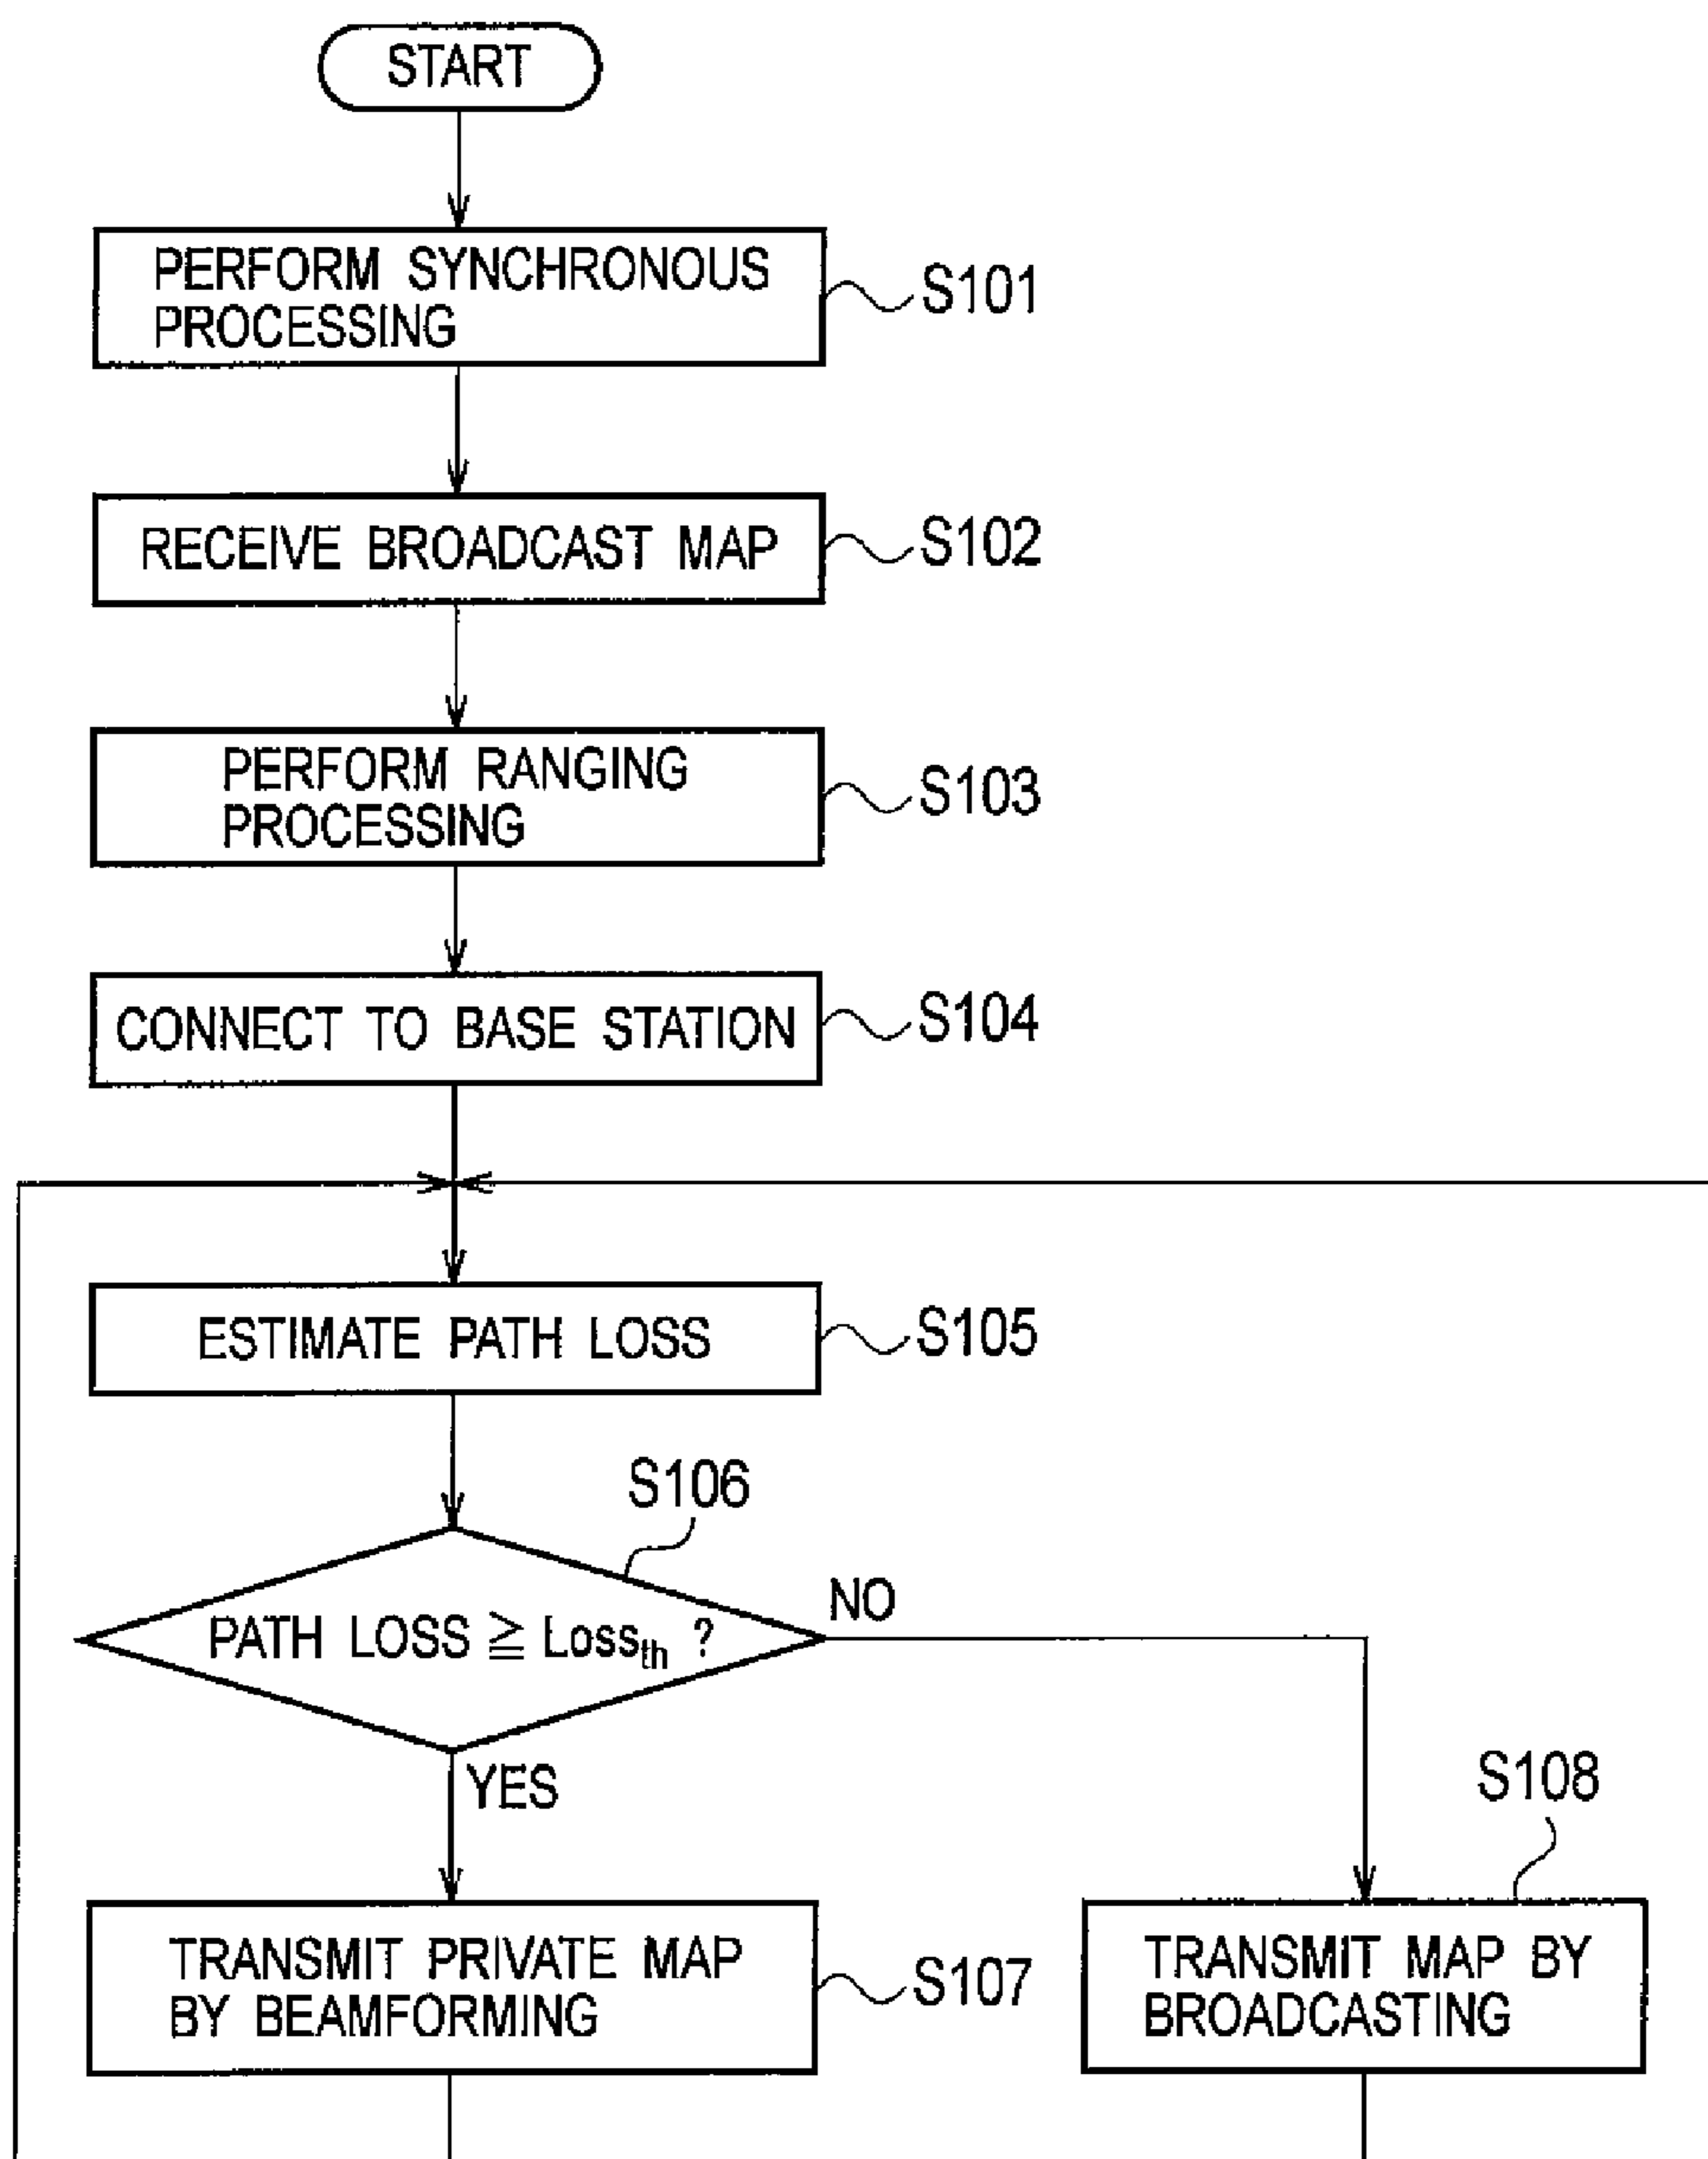 START
PERFORM SYNCHRONOUS
PROCESSING
S101
RECEIVE BROADCAST MAP
S102
PERFORM RANGING
PROCESSING
S103
CONNECT TO BASE STATION
S104
ESTIMATE PATH LOSS
S105
S106
PATH LOSS ≧ Lossth ?
NO
YES
S108
TRANSMIT PRIVATE MAP
BY BEAMFORMING
S107
TRANSMIT MAP BY
BROADCASTING